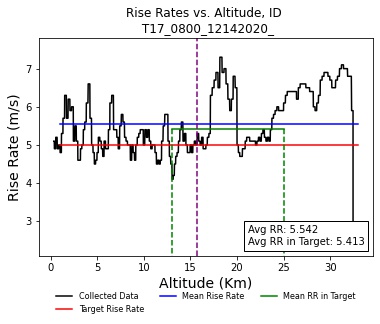 Rise Rates vs. Altitude, ID
T17_0800_12142020_
Rise Rate (m/s)
7
6
5
4
3
Avg RR: 5.542
Avg RR in Target: 5.413
0
5
10
15
20
25
30
Altitude (Km)
Collected Data
Mean Rise Rate
Mean RR in Target
Target Rise Rate